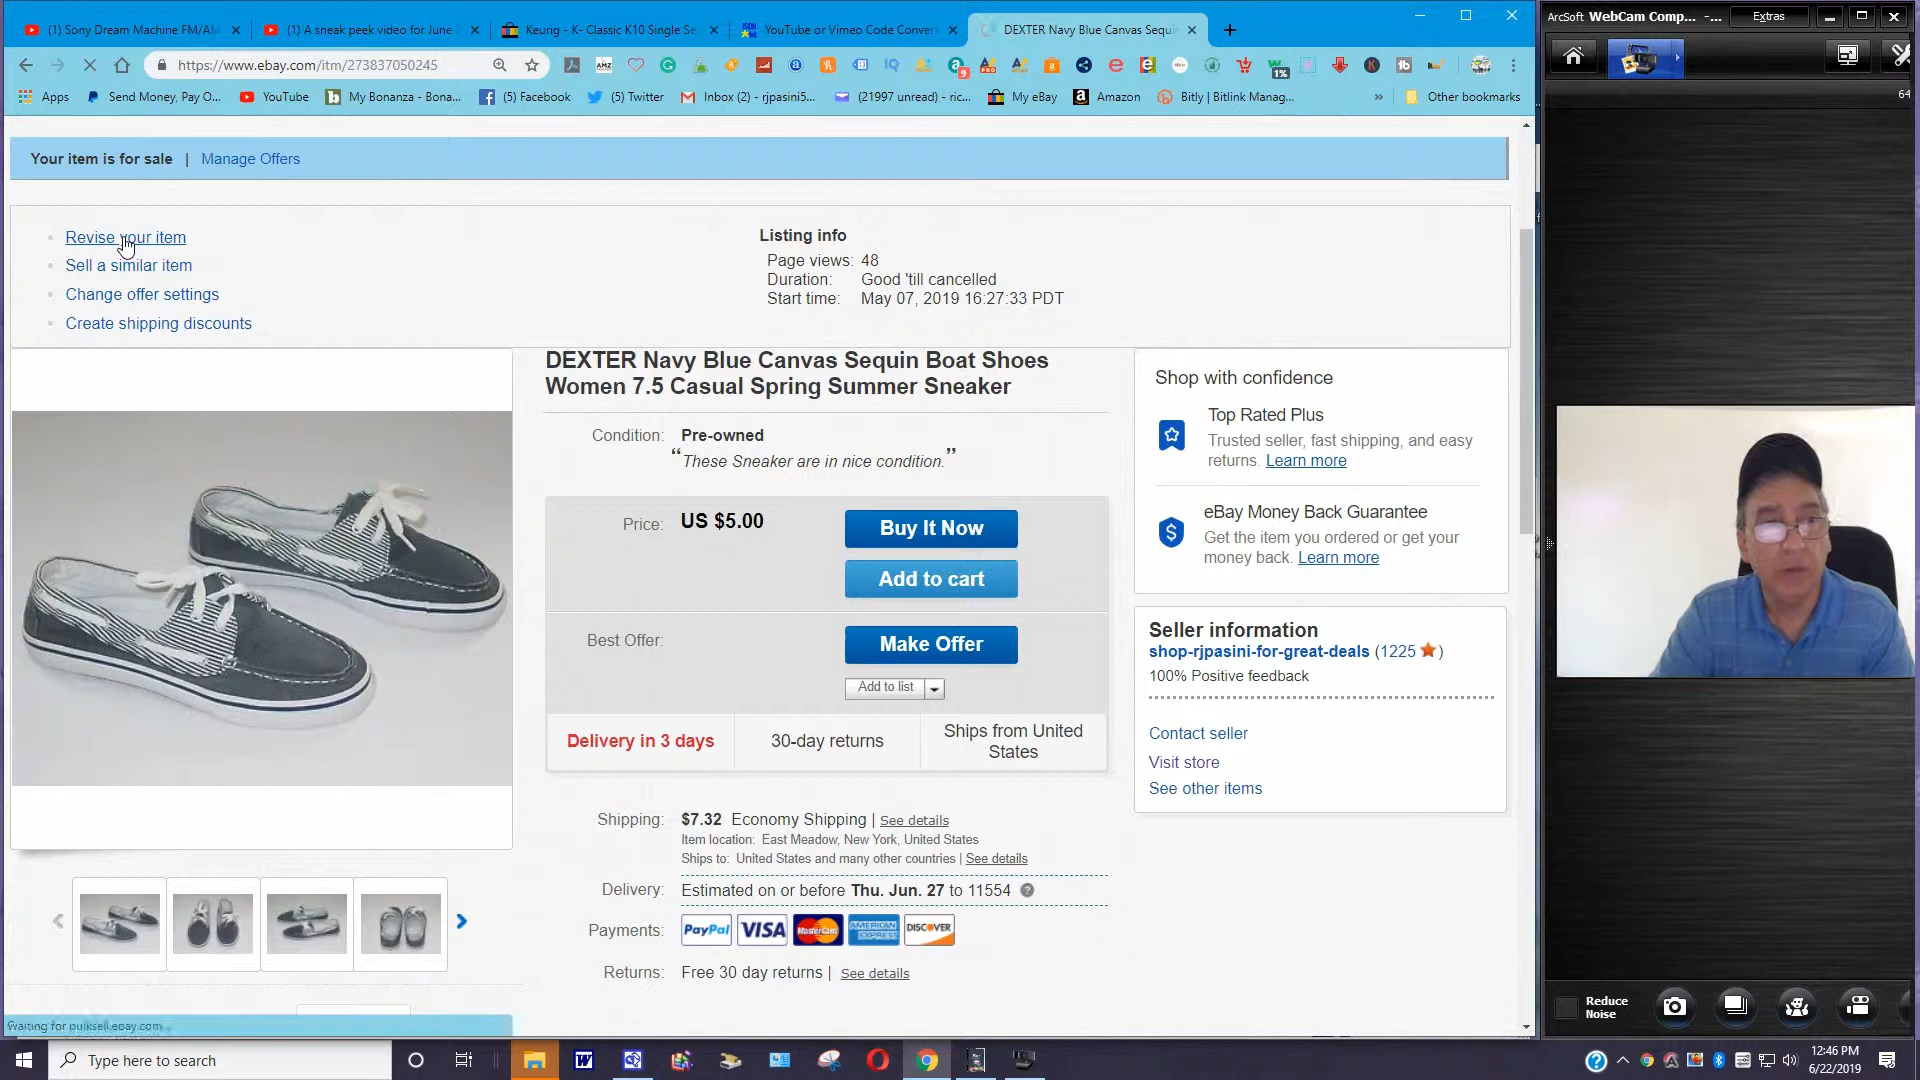 (1) Sony Dream Machine FM/AM
(1) A sneak peek video for June 2
Keurig - K- Classic K10 Single Se
YouTube or Vimeo Code Convert
DEXTER Navy Blue Canvas Sequi
ArcSoft WebCam Comp... -...
Extras
https://www.ebay.com/itm/273837050245
Apps
Send Money, Pay O...
YouTube
My Bonanza - Bona...
(5) Facebook
(5) Twitter
Inbox (2) - rjpasini5...
(21997 unread) - ric...
My eBay
Amazon
Bitly | Bitlink Manag...
»
Other bookmarks
64
Your item is for sale | Manage Offers
Revise your item
Sell a similar item
Change offer settings
Create shipping discounts
Listing info
Page views: 48
Duration: Good 'till cancelled
Start time: May 07, 2019 16:27:33 PDT
DEXTER Navy Blue Canvas Sequin Boat Shoes
Women 7.5 Casual Spring Summer Sneaker
Condition: Pre-owned
“These Sneaker are in nice condition.”
Price: US $5.00
Buy It Now
Add to cart
Best Offer:
Make Offer
Add to list
Delivery in 3 days
30-day returns
Ships from United
States
Shipping: $7.32 Economy Shipping | See details
Item location: East Meadow, New York, United States
Ships to: United States and many other countries | See details
Delivery: Estimated on or before Thu. Jun. 27 to 11554
Payments: PayPal VISA MasterCard AMERICAN EXPRESS DISCOVER
Returns: Free 30 day returns | See details
Shop with confidence
Top Rated Plus
Trusted seller, fast shipping, and easy
returns. Learn more
eBay Money Back Guarantee
Get the item you ordered or get your
money back. Learn more
Seller information
shop-rjpasini-for-great-deals (1225)
100% Positive feedback
Contact seller
Visit store
See other items
Reduce
Noise
Waiting for bulksell.ebay.com
Type here to search
12:46 PM
6/22/2019